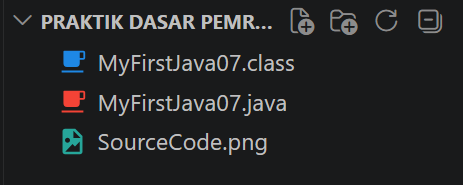 PRAKTIK DASAR PEMR...
MyFirstJava07.class
MyFirstJava07.java
SourceCode.png